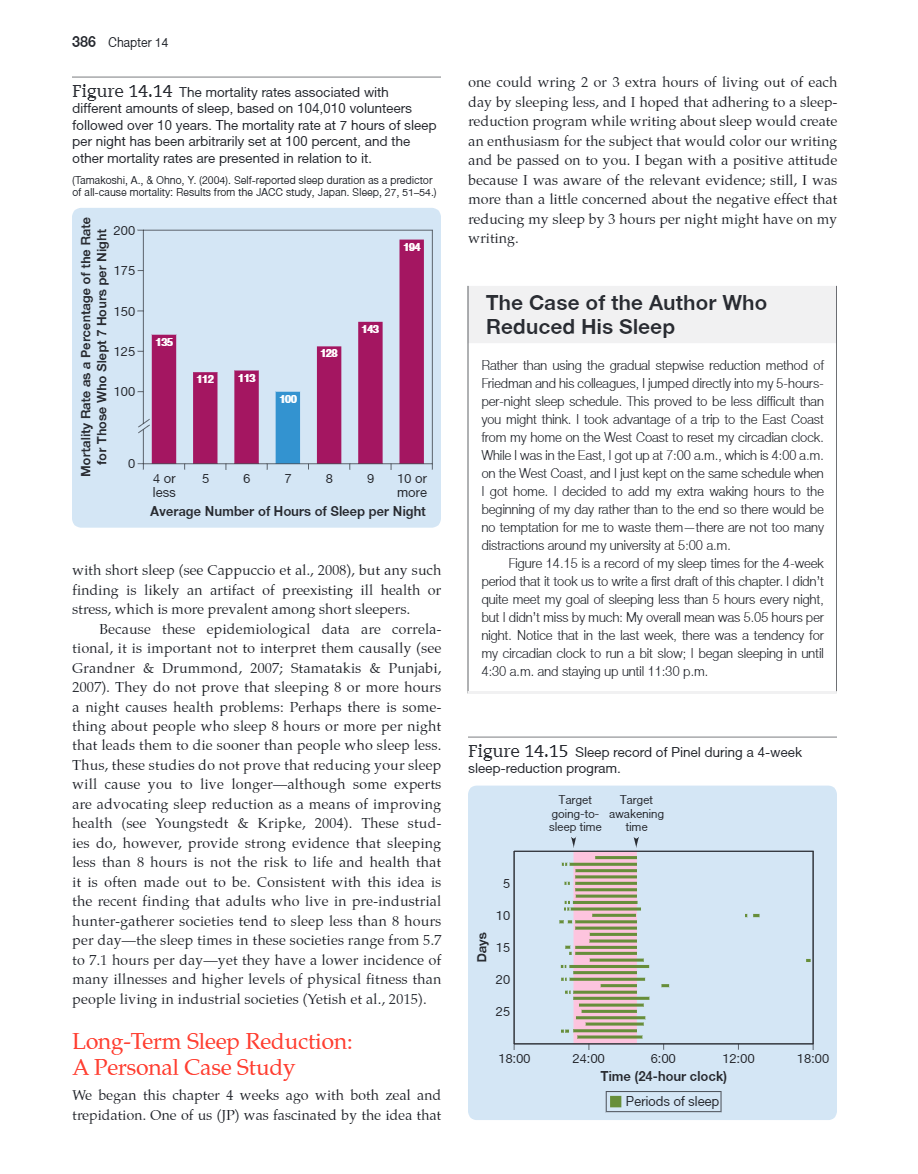 386 Chapter 14
Figure 14.14 The mortality rates associated with
different amounts of sleep, based on 104,010 volunteers
followed over 10 years. The mortality rate at 7 hours of sleep
per night has been arbitrarily set at 100 percent, and the
other mortality rates are presented in relation to it.
(Tamakoshi, A., & Ohno, Y. (2004). Self-reported sleep duration as a predictor
of all-cause mortality: Results from the JACC study, Japan. Sleep, 27, 51–54.)
Mortality Rate as a Percentage of the Rate
for Those Who Slept 7 Hours per Night
200
175
150
125
100
0
135
112
113
100
128
143
194
4 or
less
5
6
7
8
9
10 or
more
Average Number of Hours of Sleep per Night
with short sleep (see Cappuccio et al., 2008), but any such
finding is likely an artifact of preexisting ill health or
stress, which is more prevalent among short sleepers.
Because these epidemiological data are correla-
tional, it is important not to interpret them causally (see
Grandner & Drummond, 2007; Stamatakis & Punjabi,
2007). They do not prove that sleeping 8 or more hours
a night causes health problems: Perhaps there is some-
thing about people who sleep 8 hours or more per night
that leads them to die sooner than people who sleep less.
Thus, these studies do not prove that reducing your sleep
will cause you to live longer—although some experts
are advocating sleep reduction as a means of improving
health (see Youngstedt & Kripke, 2004). These stud-
ies do, however, provide strong evidence that sleeping
less than 8 hours is not the risk to life and health that
it is often made out to be. Consistent with this idea is
the recent finding that adults who live in pre-industrial
hunter-gatherer societies tend to sleep less than 8 hours
per day—the sleep times in these societies range from 5.7
to 7.1 hours per day—yet they have a lower incidence of
many illnesses and higher levels of physical fitness than
people living in industrial societies (Yetish et al., 2015).
Long-Term Sleep Reduction:
A Personal Case Study
We began this chapter 4 weeks ago with both zeal and
trepidation. One of us (JP) was fascinated by the idea that
one could wring 2 or 3 extra hours of living out of each
day by sleeping less, and I hoped that adhering to a sleep-
reduction program while writing about sleep would create
an enthusiasm for the subject that would color our writing
and be passed on to you. I began with a positive attitude
because I was aware of the relevant evidence; still, I was
more than a little concerned about the negative effect that
reducing my sleep by 3 hours per night might have on my
writing.
The Case of the Author Who
Reduced His Sleep
Rather than using the gradual stepwise reduction method of
Friedman and his colleagues, I jumped directly into my 5-hours-
per-night sleep schedule. This proved to be less difficult than
you might think. I took advantage of a trip to the East Coast
from my home on the West Coast to reset my circadian clock.
While I was in the East, I got up at 7:00 a.m., which is 4:00 a.m.
on the West Coast, and I just kept on the same schedule when
I got home. I decided to add my extra waking hours to the
beginning of my day rather than to the end so there would be
no temptation for me to waste them—there are not too many
distractions around my university at 5:00 a.m.
Figure 14.15 is a record of my sleep times for the 4-week
period that it took us to write a first draft of this chapter. I didn't
quite meet my goal of sleeping less than 5 hours every night,
but I didn't miss by much: My overall mean was 5.05 hours per
night. Notice that in the last week, there was a tendency for
my circadian clock to run a bit slow; I began sleeping in until
4:30 a.m. and staying up until 11:30 p.m.
Figure 14.15 Sleep record of Pinel during a 4-week
sleep-reduction program.
Target
going-to-
sleep time
Target
awakening
time
Days
5
10
15
20
25
18:00
24:00
6:00
12:00
18:00
Time (24-hour clock)
Periods of sleep